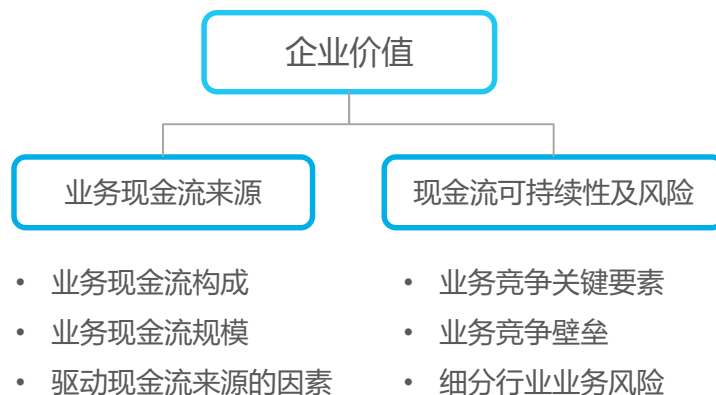 企业价值
业务现金流来源
现金流可持续性及风险
• 业务现金流构成
• 业务现金流规模
• 驱动现金流来源的因素
• 业务竞争关键要素
• 业务竞争壁垒
• 细分行业业务风险